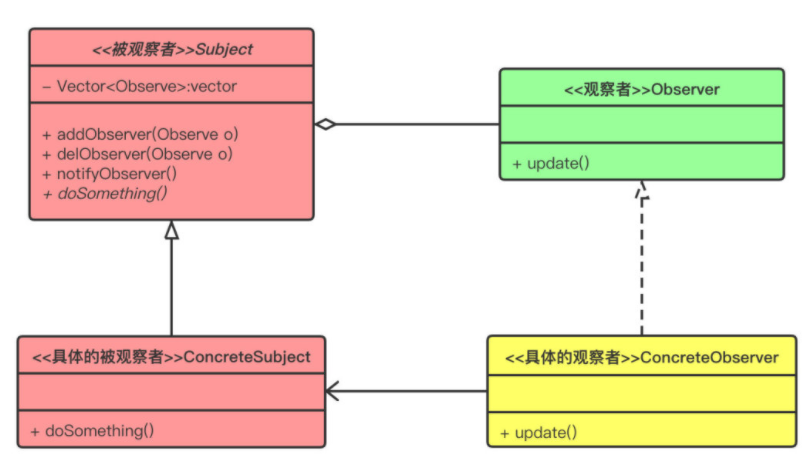 <<被观察者>>Subject
- Vector<Observe>:vector
+ addObserver(Observe o)
+ delObserver(Observe o)
+ notifyObserver()
+ doSomething()
<<观察者>>Observer
+ update()
<<具体的被观察者>>ConcreteSubject
+ doSomething()
<<具体的观察者>>ConcreteObserver
+ update()